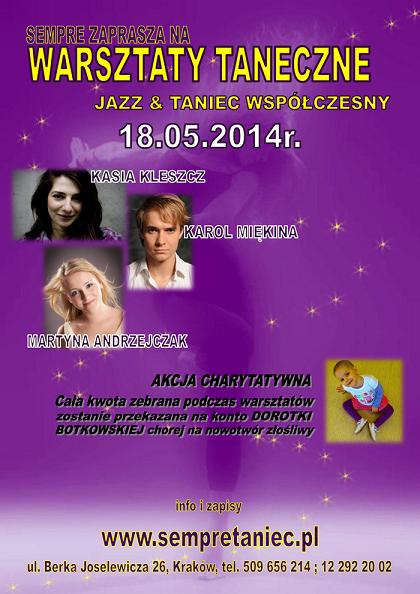 SEMPRE ZAPRASZA NA
WARSZTATY TANECZNE
JAZZ & TANIEC WSPÓŁCZESNY
18.05.2014r.
KASIA KLESZCZ
KAROL MIĘKINA
MARTYNA ANDRZEJCZAK
AKCJA CHARYTATYWNA
Cała kwota zebrana podczas warsztatów
zostanie przekazana na konto DOROTKI
BOTKOWSKIEJ chorej na nowotwór złośliwy
info i zapisy
www.sempretaniec.pl
ul. Berka Joselewicza 26, Kraków, tel. 509 656 214 ; 12 292 20 02